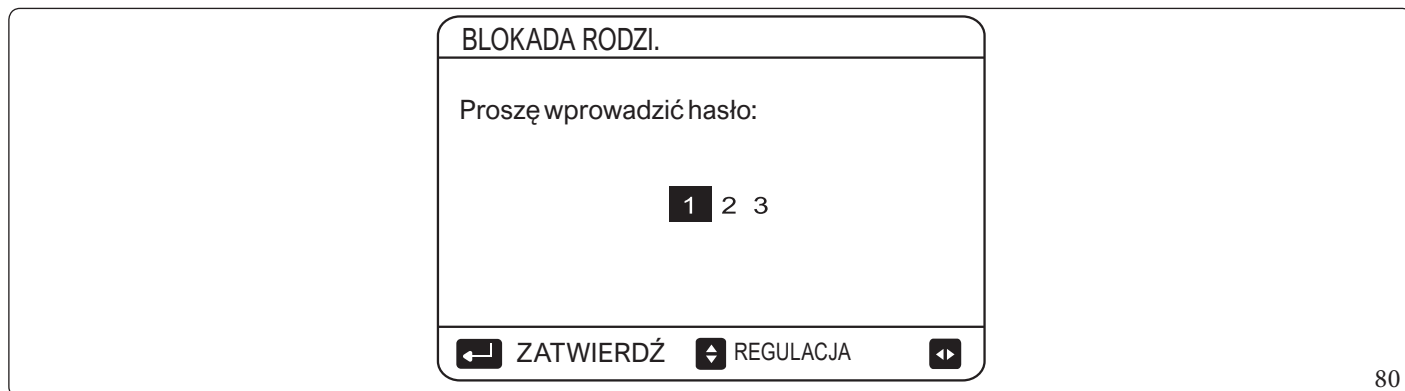 BLOKADA RODZI.
Proszę wprowadzić hasło:
1 2 3
ZATWIERDŹ REGULACJA
80